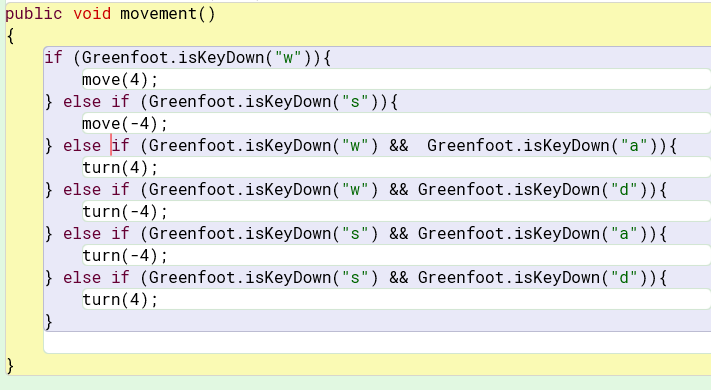 public void movement()
{
if (Greenfoot.isKeyDown("w")){
move(4);
} else if (Greenfoot.isKeyDown("s")){
move(-4);
} else if (Greenfoot.isKeyDown("w") &&  Greenfoot.isKeyDown("a")){
turn(4);
} else if (Greenfoot.isKeyDown("w") && Greenfoot.isKeyDown("d")){
turn(-4);
} else if (Greenfoot.isKeyDown("s") && Greenfoot.isKeyDown("a")){
turn(-4);
} else if (Greenfoot.isKeyDown("s") && Greenfoot.isKeyDown("d")){
turn(4);
}
}